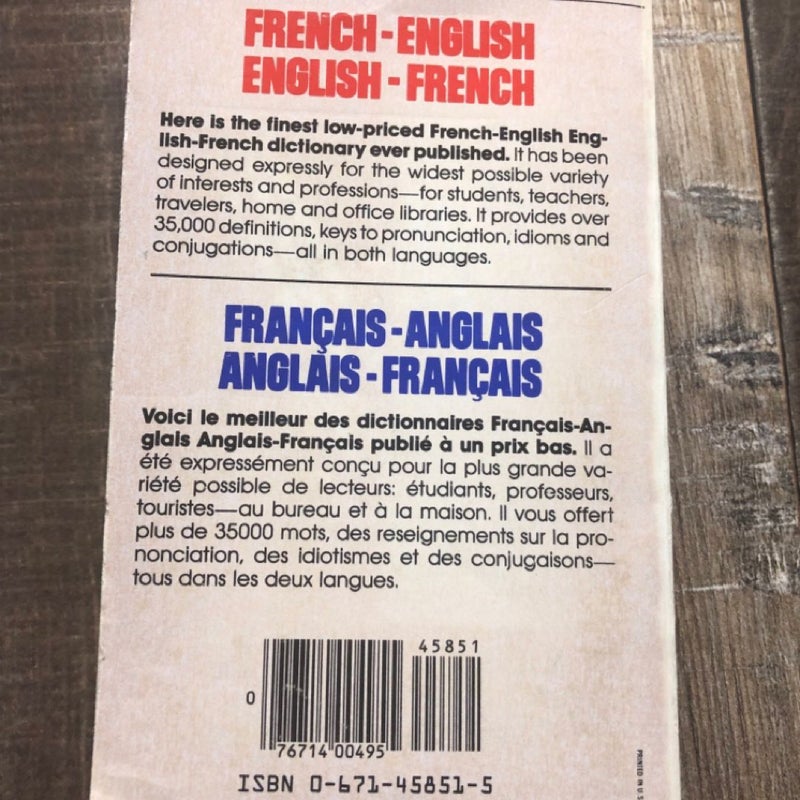 FRENCH-ENGLISH
ENGLISH-FRENCH
Here is the finest low-priced French-English Eng-
lish-French dictionary ever published. It has been
designed expressly for the widest possible variety
of interests and professions—for students, teachers,
travelers, home and office libraries. It provides over
35,000 definitions, keys to pronunciation, idioms and
conjugations—all in both languages.
FRANÇAIS-ANGLAIS
ANGLAIS-FRANÇAIS
Voici le meilleur des dictionnaires Français-An-
glais Anglais-Français publié à un prix bas. Il a
été expressément conçu pour la plus grande va-
riété possible de lecteurs: étudiants, professeurs,
touristes—au bureau et à la maison. Il vous offert
plus de 35000 mots, des reseignements sur la pro-
nonciation, des idiotismes et des conjugaisons—
tous dans les deux langues.
45851
0
76714 00495
ISBN 0-671-45851-5
PRINTED IN U.S